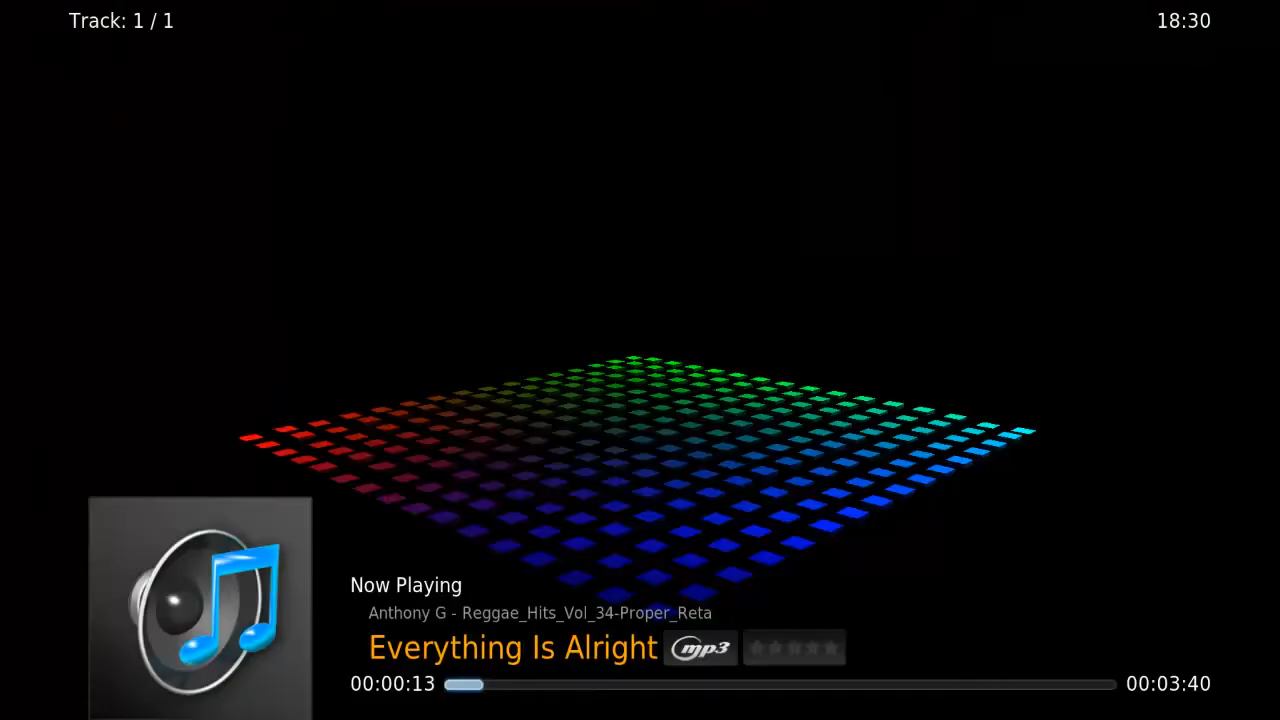 Track: 1 / 1
18:30
Now Playing
Anthony G - Reggae_Hits_Vol_34-Proper_Reta
Everything Is Alright mp3
00:00:13
00:03:40